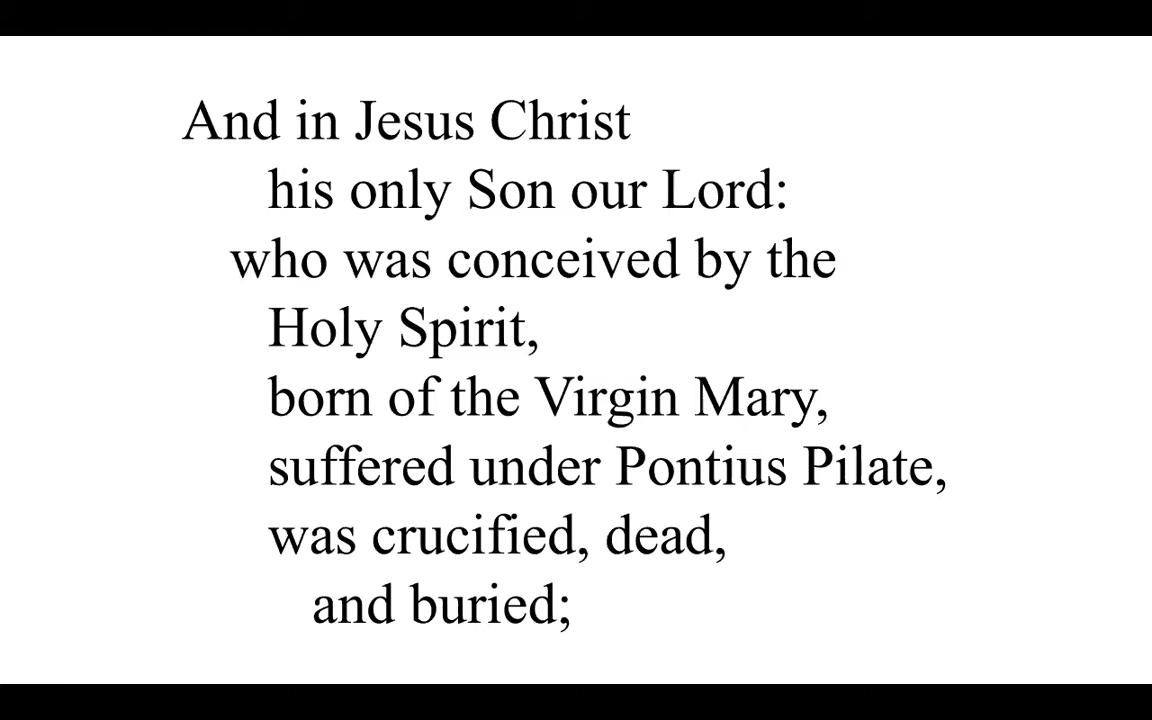 And in Jesus Christ
his only Son our Lord:
who was conceived by the
Holy Spirit,
born of the Virgin Mary,
suffered under Pontius Pilate,
was crucified, dead,
and buried;